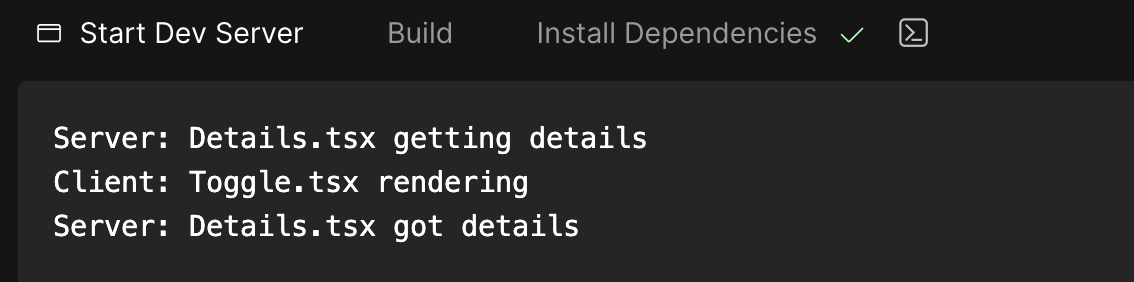 Start Dev Server Build Install Dependencies
Server: Details.tsx getting details
Client: Toggle.tsx rendering
Server: Details.tsx got details